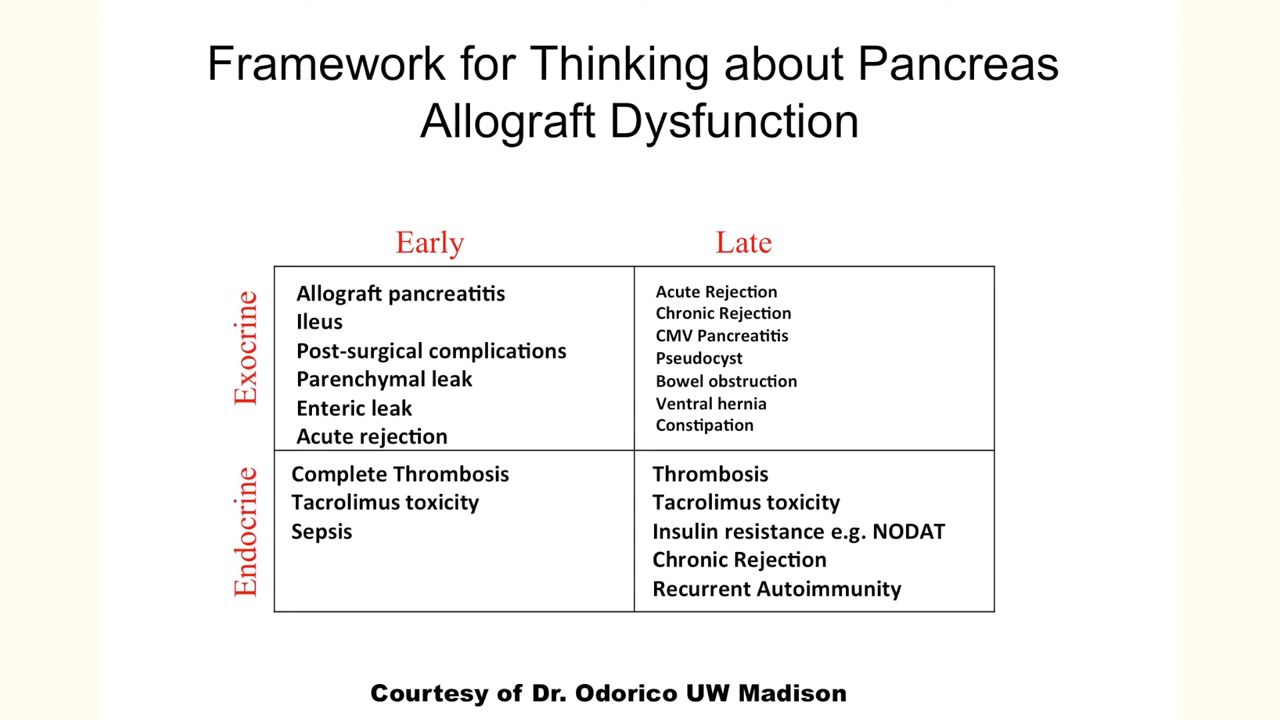 Framework for Thinking about Pancreas
Allograft Dysfunction
Early
Late
Exocrine
Allograft pancreatitis
Ileus
Post-surgical complications
Parenchymal leak
Enteric leak
Acute rejection
Acute Rejection
Chronic Rejection
CMV Pancreatitis
Pseudocyst
Bowel obstruction
Ventral hernia
Constipation
Endocrine
Complete Thrombosis
Tacrolimus toxicity
Sepsis
Thrombosis
Tacrolimus toxicity
Insulin resistance e.g. NODAT
Chronic Rejection
Recurrent Autoimmunity
Courtesy of Dr. Odorico UW Madison